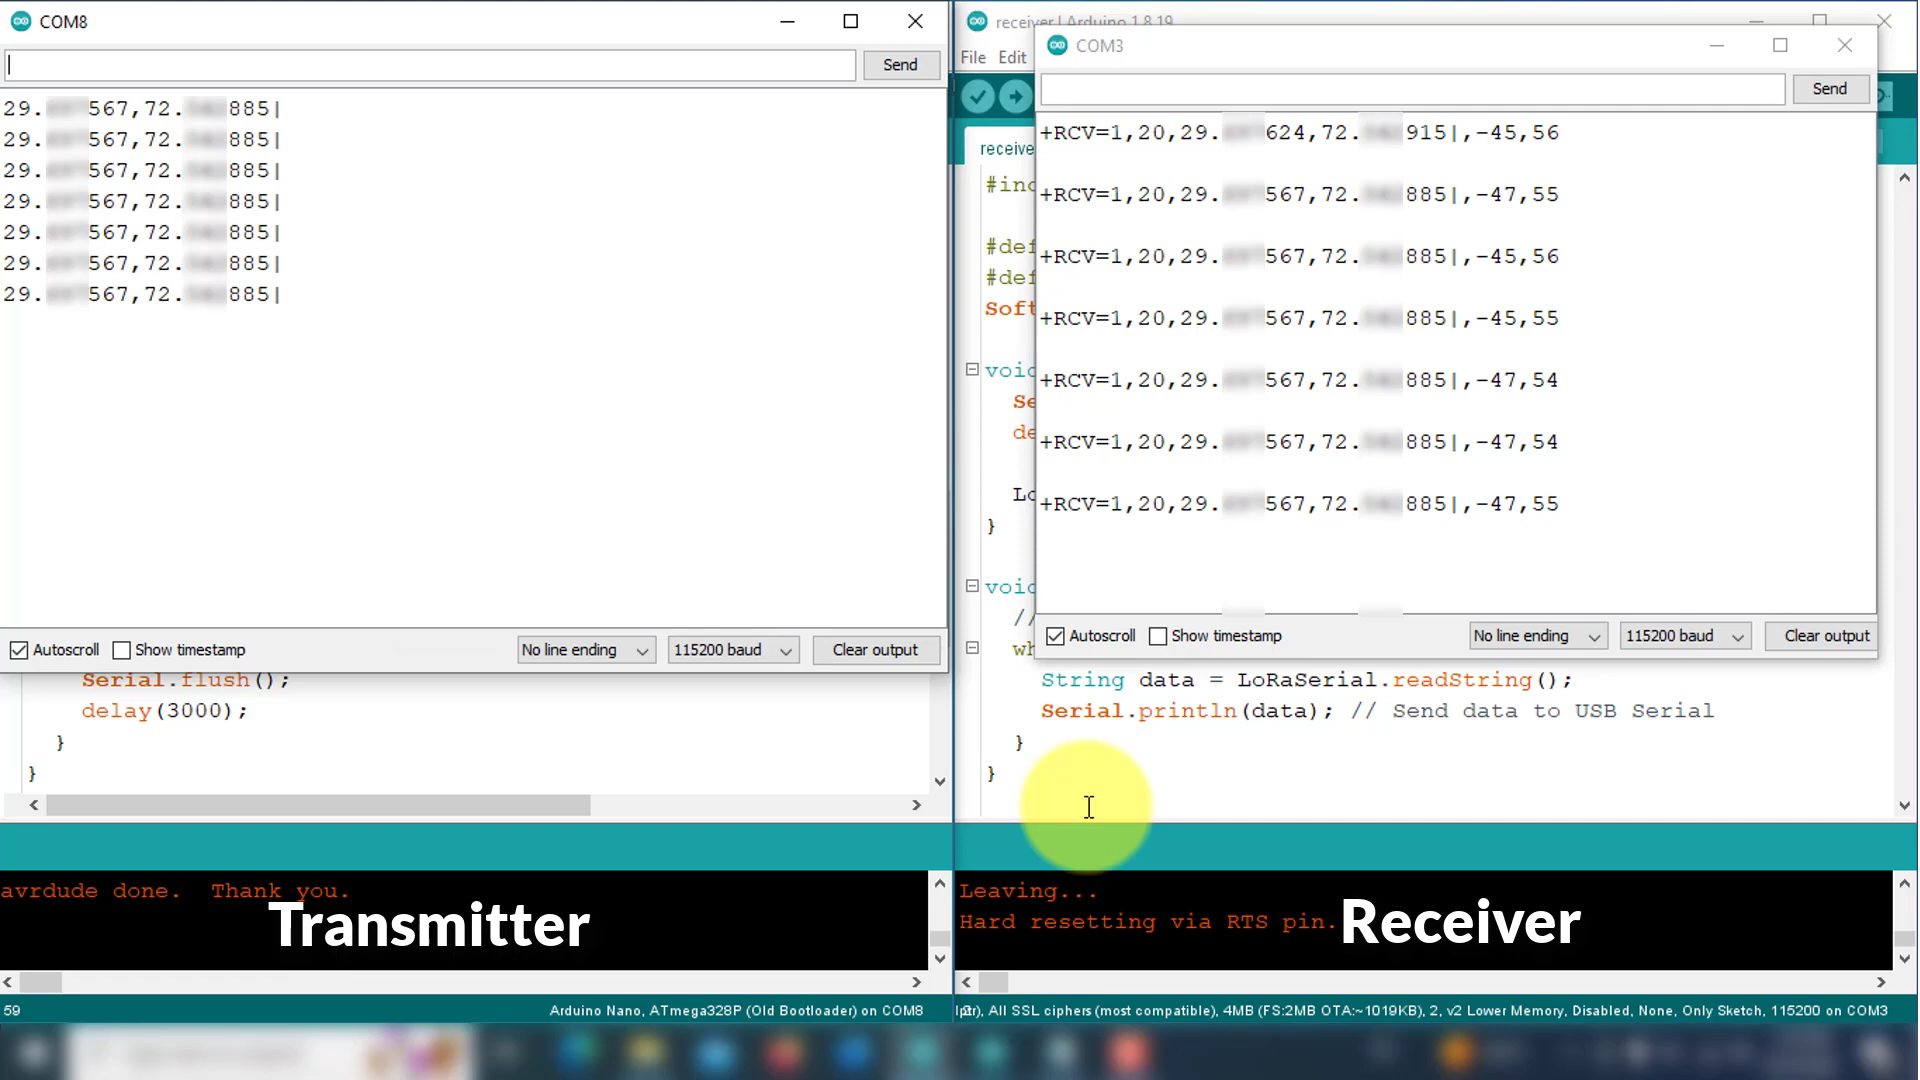 COM8
Send
29. 567,72. 885|
29. 567,72. 885|
29. 567,72. 885|
29. 567,72. 885|
29. 567,72. 885|
29. 567,72. 885|
29. 567,72. 885|
Autoscroll Show timestamp No line ending 115200 baud Clear output
Serial.flush();
delay(3000);
}
}
avrdude done. Thank you.
Transmitter
59 Arduino Nano, ATmega328P (Old Bootloader) on COM8
receiver | Arduino 1.8.19
File Edit
COM3
Send
receive
#inc
#def
#def
Soft
void
Se
de
Lo
}
void
//
wh
+RCV=1,20,29. 624,72. 915|,-45,56
+RCV=1,20,29. 567,72. 885|,-47,55
+RCV=1,20,29. 567,72. 885|,-45,56
+RCV=1,20,29. 567,72. 885|,-45,55
+RCV=1,20,29. 567,72. 885|,-47,54
+RCV=1,20,29. 567,72. 885|,-47,54
+RCV=1,20,29. 567,72. 885|,-47,55
Autoscroll Show timestamp No line ending 115200 baud Clear output
String data = LoRaSerial.readString();
Serial.println(data); // Send data to USB Serial
}
}
Leaving...
Hard resetting via RTS pin.
Receiver
All SSL ciphers (most compatible), 4MB (FS:2MB OTA:~1019KB), 2, v2 Lower Memory, Disabled, None, Only Sketch, 115200 on COM3